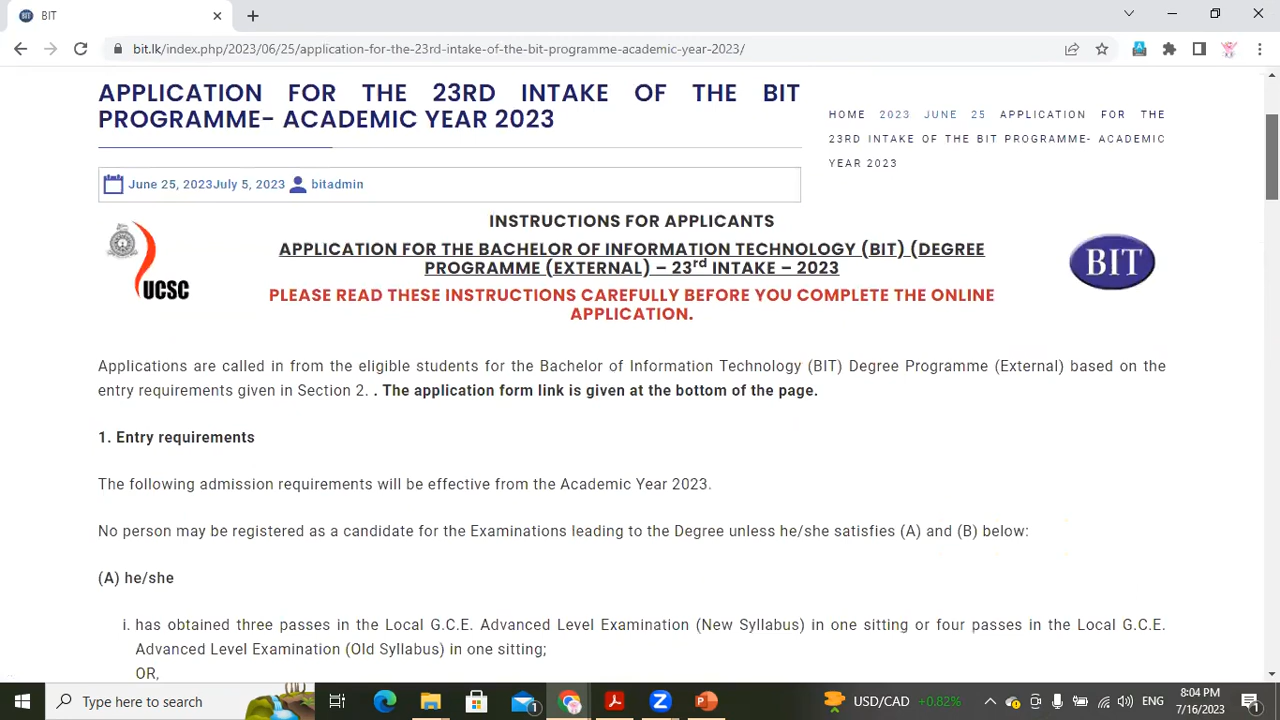 BIT
bit.lk/index.php/2023/06/25/application-for-the-23rd-intake-of-the-bit-programme-academic-year-2023/
APPLICATION FOR THE 23RD INTAKE OF THE BIT
PROGRAMME- ACADEMIC YEAR 2023
HOME 2023 JUNE 25 APPLICATION FOR THE
23RD INTAKE OF THE BIT PROGRAMME- ACADEMIC
YEAR 2023
June 25, 2023July 5, 2023 bitadmin
INSTRUCTIONS FOR APPLICANTS
APPLICATION FOR THE BACHELOR OF INFORMATION TECHNOLOGY (BIT) (DEGREE
PROGRAMME (EXTERNAL) – 23rd INTAKE – 2023
PLEASE READ THESE INSTRUCTIONS CAREFULLY BEFORE YOU COMPLETE THE ONLINE
APPLICATION.
UCSC
BIT
Applications are called in from the eligible students for the Bachelor of Information Technology (BIT) Degree Programme (External) based on the
entry requirements given in Section 2. . The application form link is given at the bottom of the page.
1. Entry requirements
The following admission requirements will be effective from the Academic Year 2023.
No person may be registered as a candidate for the Examinations leading to the Degree unless he/she satisfies (A) and (B) below:
(A) he/she
i. has obtained three passes in the Local G.C.E. Advanced Level Examination (New Syllabus) in one sitting or four passes in the Local G.C.E.
Advanced Level Examination (Old Syllabus) in one sitting;
OR,
Type here to search
1
USD/CAD +0.82%
ENG
8:04 PM
7/16/2023
1